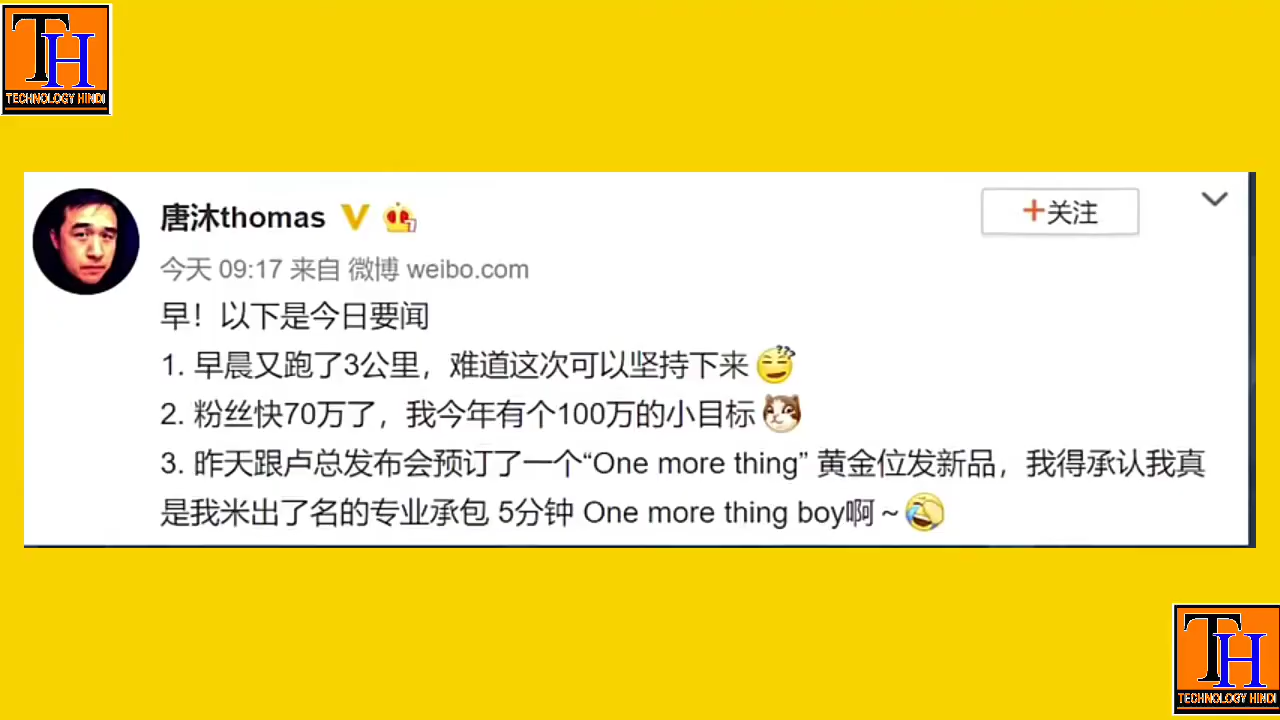 TH
TECHNOLOGY HINDI
唐沐thomas
+关注
今天 09:17 来自 微博 weibo.com
早！以下是今日要闻
1. 早晨又跑了3公里，难道这次可以坚持下来
2. 粉丝快70万了，我今年有个100万的小目标
3. 昨天跟卢总发布会预订了一个“One more thing” 黄金位发新品，我得承认我真
是我米出了名的专业承包 5分钟 One more thing boy啊～
TH
TECHNOLOGY HINDI